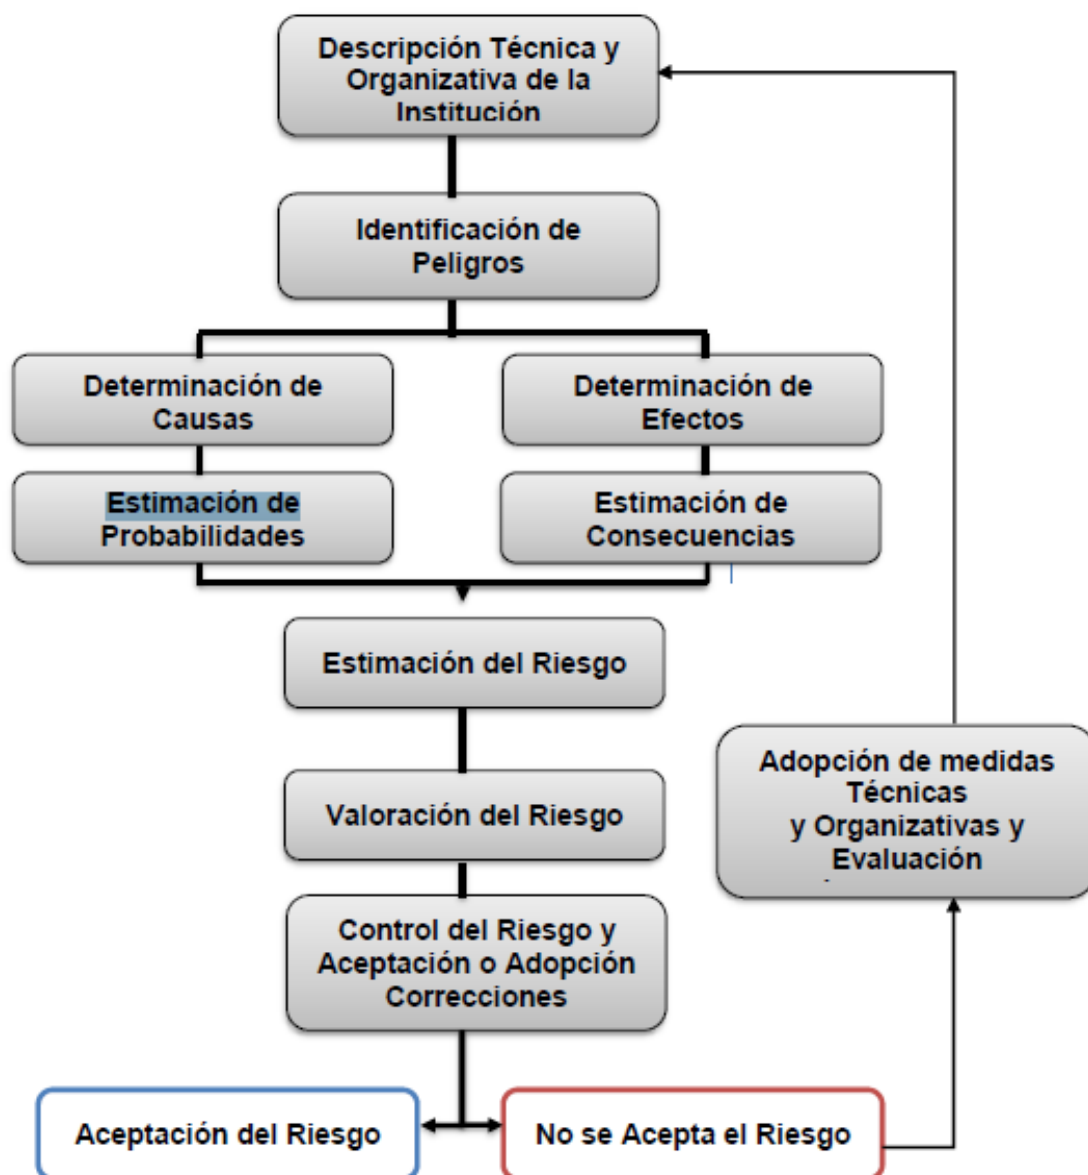 Descripción Técnica y
Organizativa de la
Institución
Identificación de
Peligros
Determinación de
Causas
Determinación de
Efectos
Estimación de
Probabilidades
Estimación de
Consecuencias
Estimación del Riesgo
Valoración del Riesgo
Adopción de medidas
Técnicas
y Organizativas y
Evaluación
Control del Riesgo y
Aceptación o Adopción
Correcciones
Aceptación del Riesgo
No se Acepta el Riesgo